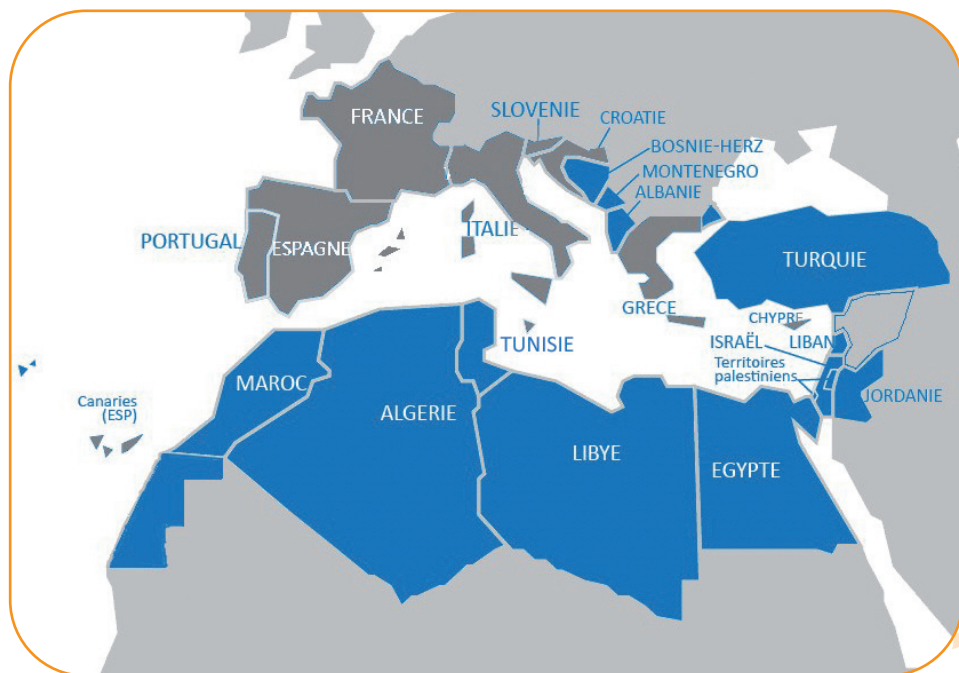 FRANCE
SLOVENIE
CROATIE
BOSNIE-HERZ
MONTENEGRO
ALBANIE
PORTUGAL
ESPAGNE
ITALIE
TURQUIE
GRECE
CHYPRE
TUNISIE
ISRAËL
LIBAN
Territoires
palestiniens
MAROC
JORDANIE
Canaries
(ESP)
ALGERIE
LIBYE
EGYPTE